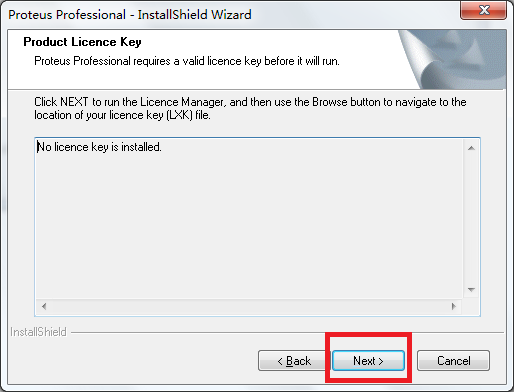 Proteus Professional - InstallShield Wizard
Product Licence Key
Proteus Professional requires a valid licence key before it will run.
Click NEXT to run the Licence Manager, and then use the Browse button to navigate to the
location of your licence key (LXK) file.
No licence key is installed.
InstallShield
< Back
Next >
Cancel